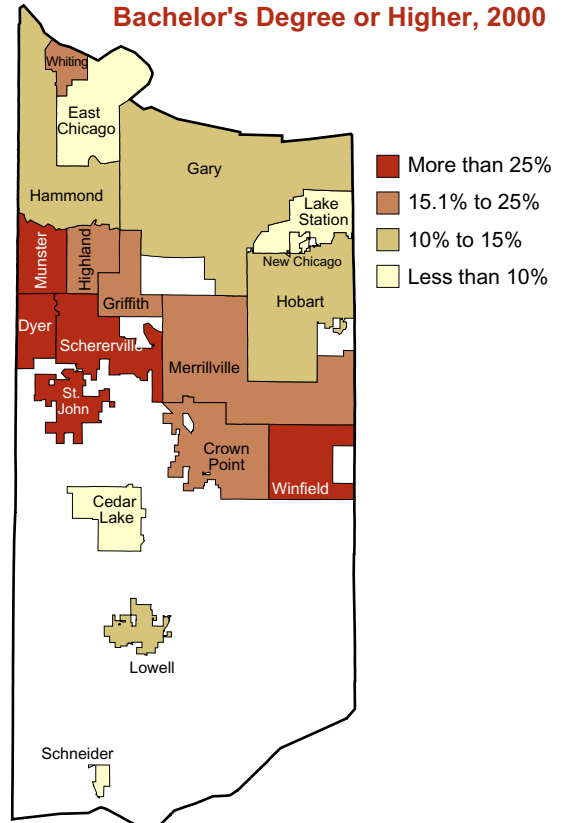 Bachelor's Degree or Higher, 2000
Whiting
East
Chicago
Gary
Hammond
Lake
Station
New Chicago
Munster
Highland
Griffith
Hobart
Dyer
Schererville
Merrillville
St.
John
Crown
Point
Winfield
Cedar
Lake
Lowell
Schneider
More than 25%
15.1% to 25%
10% to 15%
Less than 10%